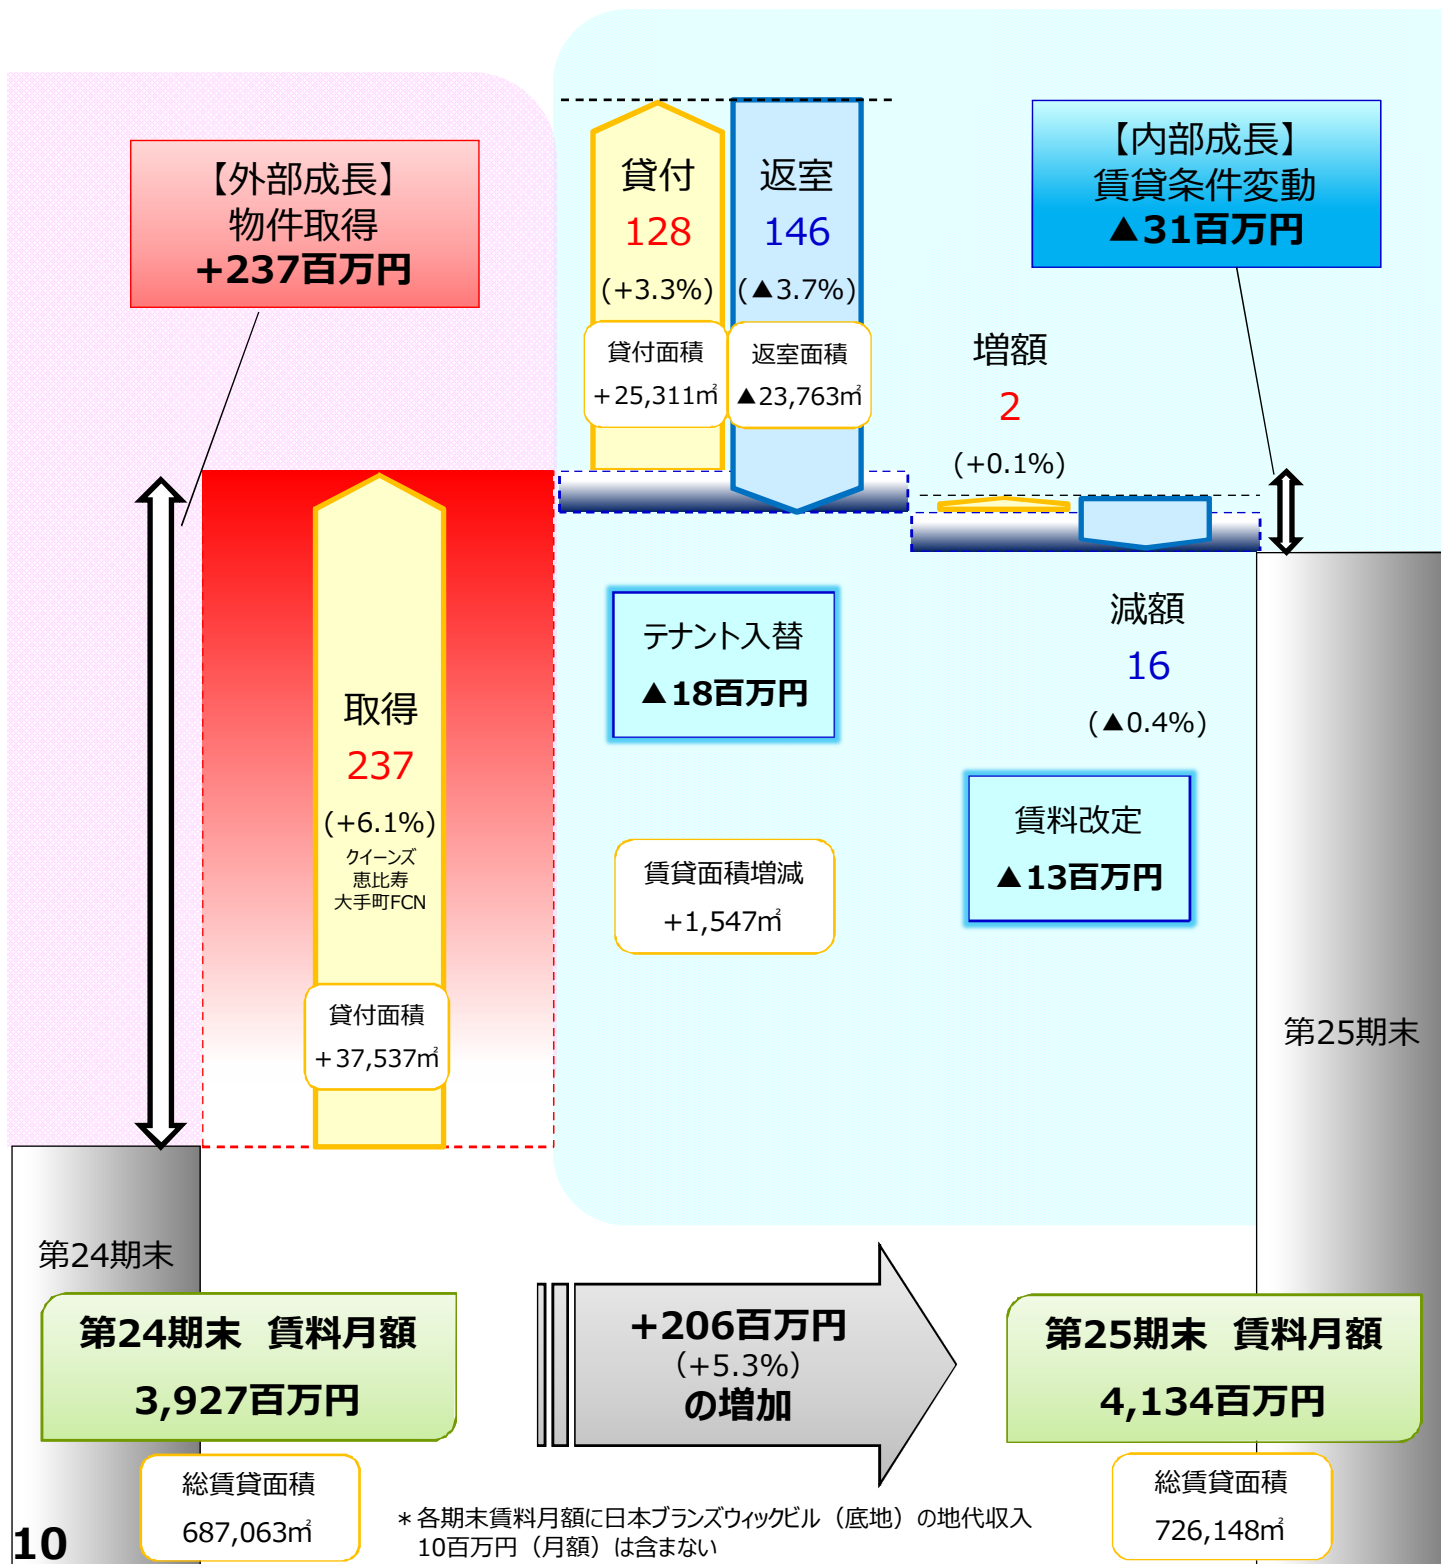 【外部成長】
物件取得
+237百万円
貸付
128
(+3.3%)
貸付面積
+25,311㎡
返室
146
(▲3.7%)
返室面積
▲23,763㎡
【内部成長】
賃貸条件変動
▲31百万円
増額
2
(+0.1%)
取得
237
(+6.1%)
クイーンズ
恵比寿
大手町FCN
貸付面積
+37,537㎡
テナント入替
▲18百万円
賃貸面積増減
+1,547㎡
減額
16
(▲0.4%)
賃料改定
▲13百万円
第25期末
第24期末
第24期末 賃料月額
3,927百万円
総賃貸面積
687,063㎡
+206百万円
(+5.3%)
の増加
第25期末 賃料月額
4,134百万円
総賃貸面積
726,148㎡
＊各期末賃料月額に日本ブランズウィックビル（底地）の地代収入
10百万円（月額）は含まない
10